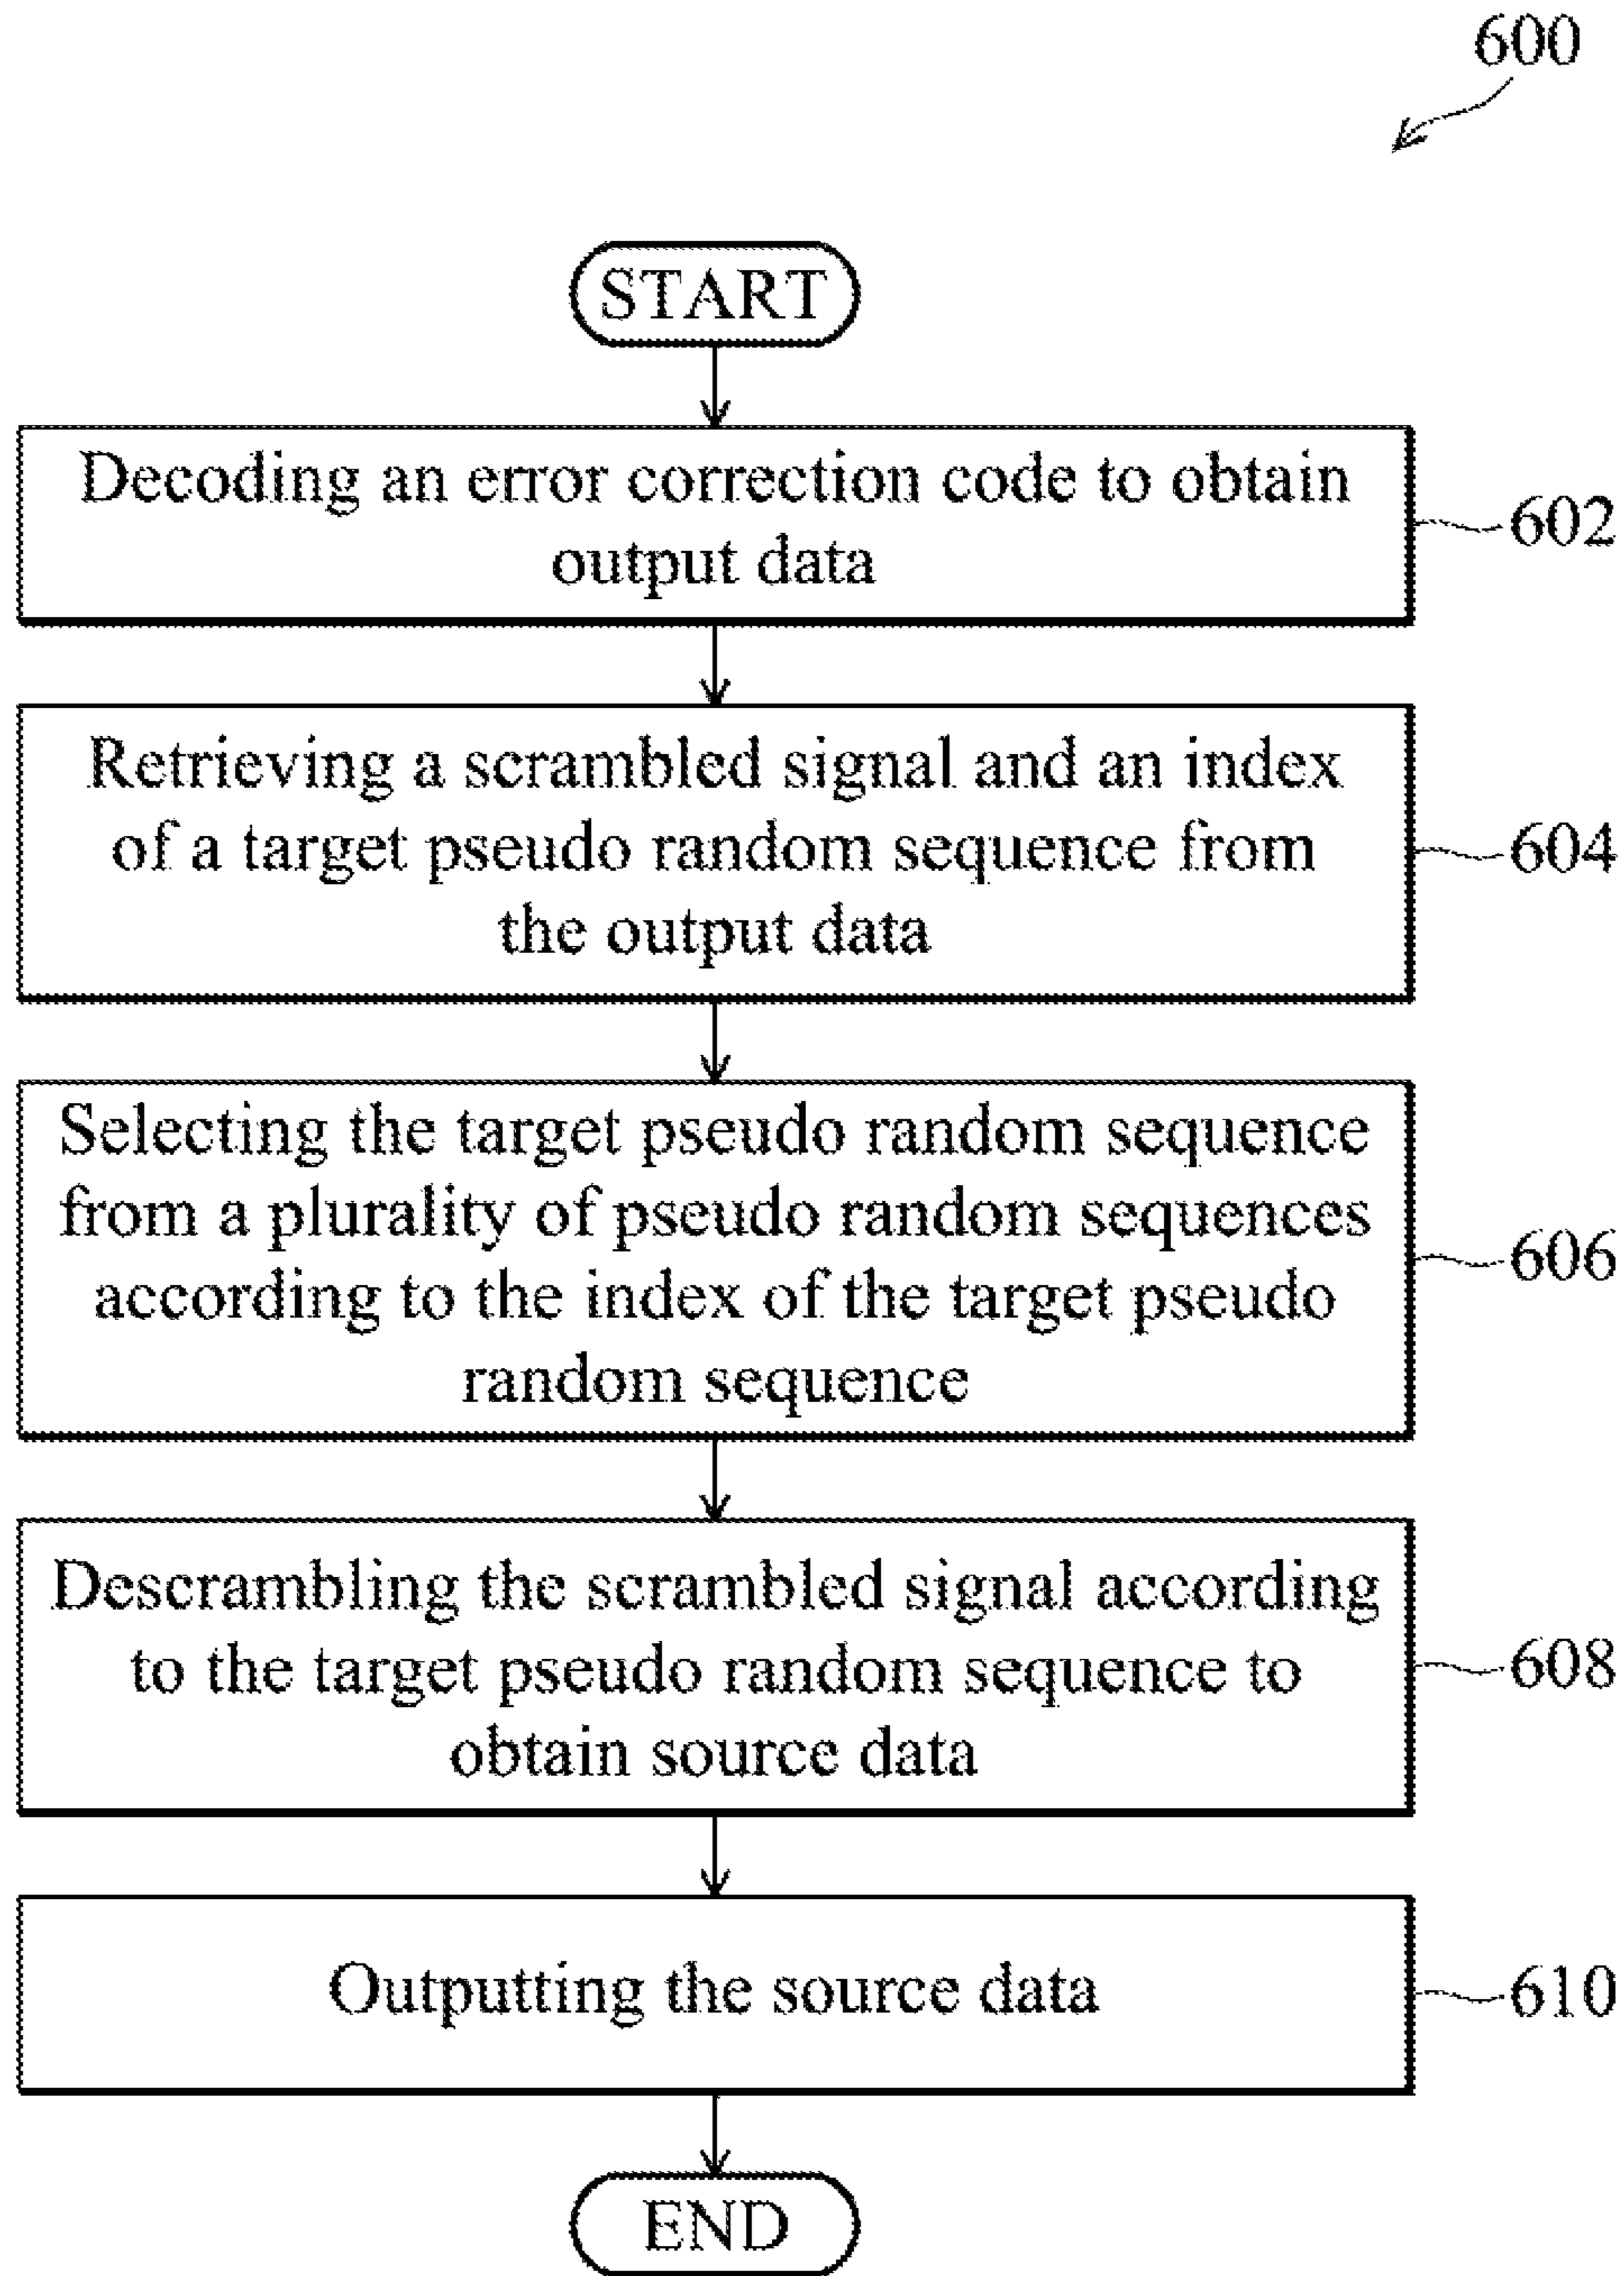 600
START
Decoding an error correction code to obtain
output data
602
Retrieving a scrambled signal and an index
of a target pseudo random sequence from
the output data
604
Selecting the target pseudo random sequence
from a plurality of pseudo random sequences
according to the index of the target pseudo
random sequence
606
Descrambling the scrambled signal according
to the target pseudo random sequence to
obtain source data
608
Outputting the source data
610
END